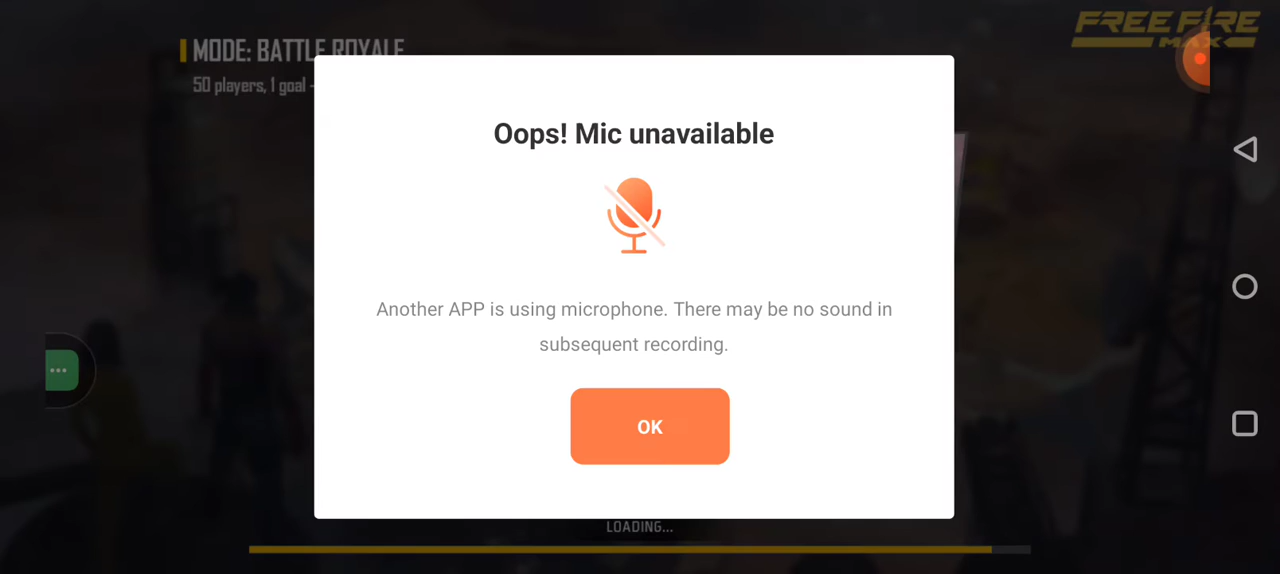 FREE FIRE
MAX
MODE: BATTLE ROYALE
50 players, 1 goal -
Oops! Mic unavailable
Another APP is using microphone. There may be no sound in
subsequent recording.
OK
LOADING...